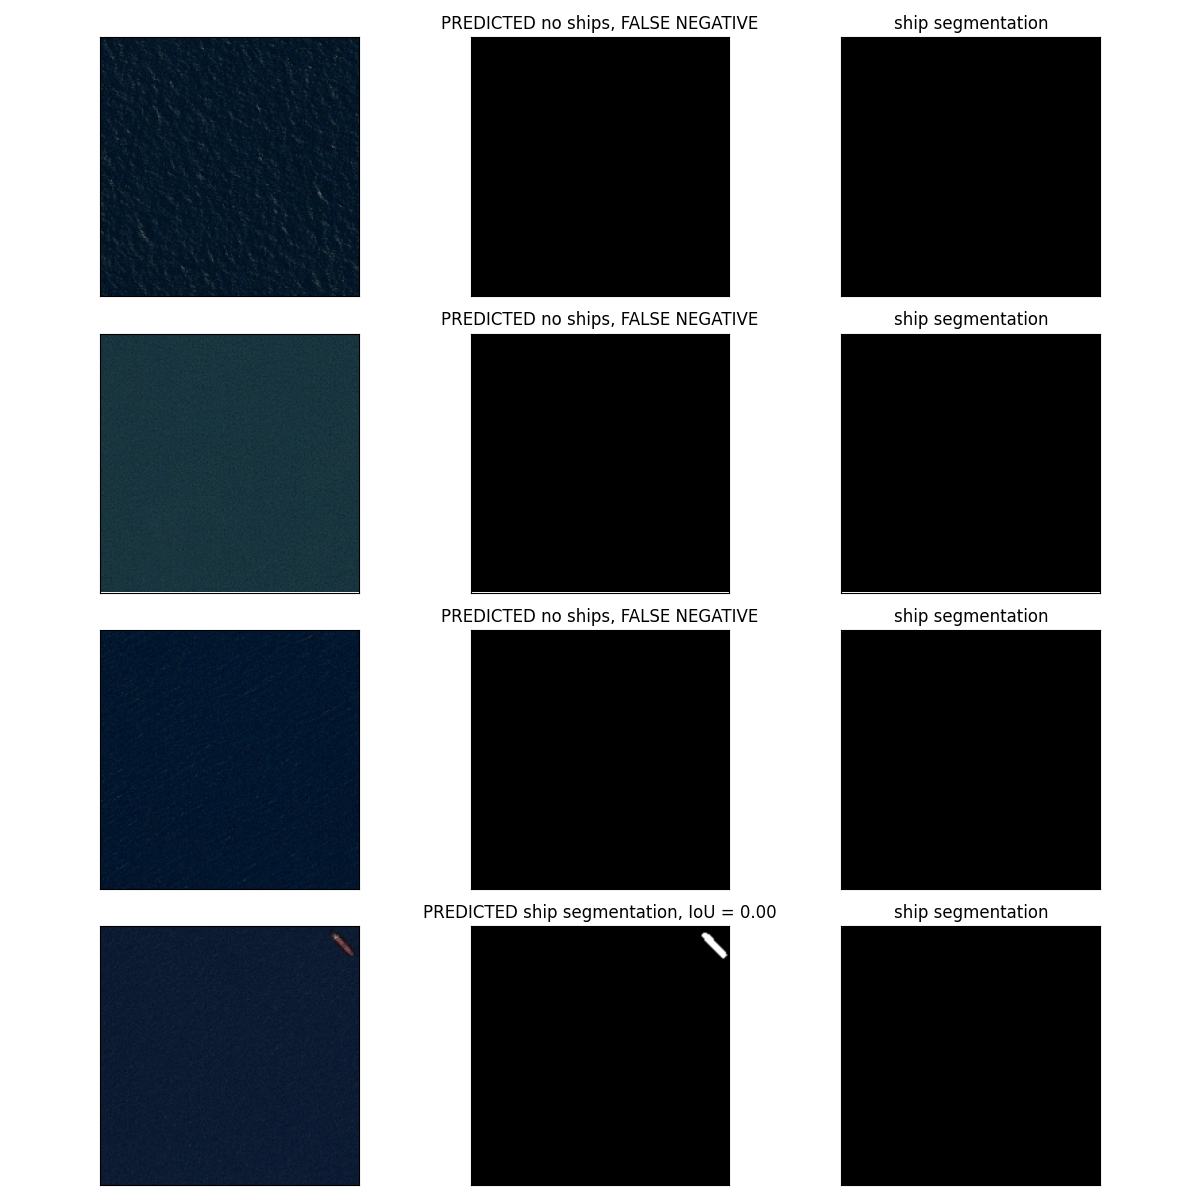 PREDICTED no ships, FALSE NEGATIVE
ship segmentation
PREDICTED no ships, FALSE NEGATIVE
ship segmentation
PREDICTED no ships, FALSE NEGATIVE
ship segmentation
PREDICTED ship segmentation, IoU = 0.00
ship segmentation